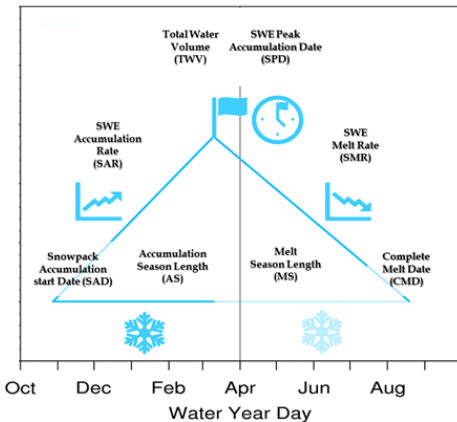 Total Water
Volume
(TWV)
SWE Peak
Accumulation Date
(SPD)
SWE
Accumulation
Rate
(SAR)
SWE
Melt Rate
(SMR)
Snowpack
Accumulation
start Date (SAD)
Accumulation
Season Length
(AS)
Melt
Season Length
(MS)
Complete
Melt Date
(CMD)
Oct Dec Feb Apr Jun Aug
Water Year Day